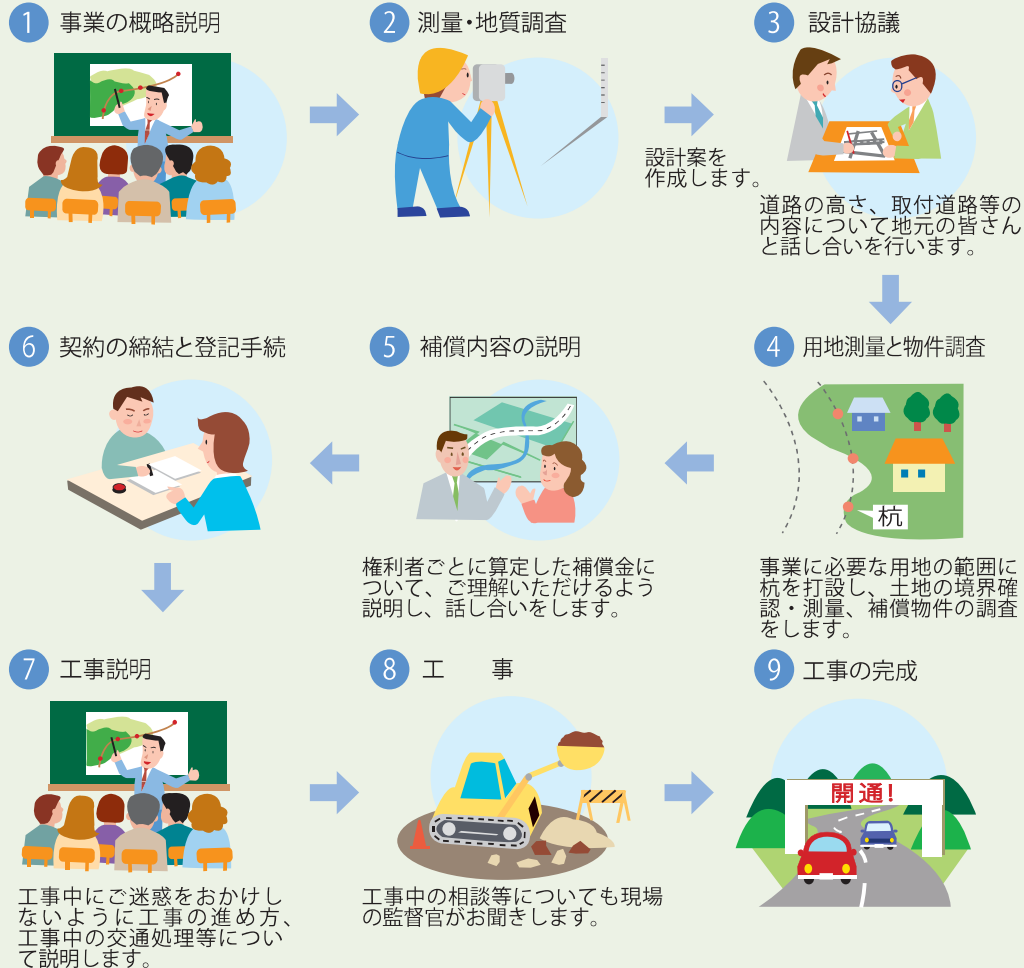 1 事業の概略説明
2 測量・地質調査
3 設計協議
設計案を
作成します。
道路の高さ、取付道路等の
内容について地元の皆さん
と話し合いを行います。
4 用地測量と物件調査
杭
事業に必要な用地の範囲に
杭を打設し、土地の境界確
認・測量、補償物件の調査
をします。
5 補償内容の説明
権利者ごとに算定した補償金に
ついて、ご理解いただけるよう
説明し、話し合いをします。
6 契約の締結と登記手続
7 工事説明
工事中にご迷惑をおかけし
ないように工事の進め方、
工事中の交通処理等につい
て説明します。
8 工　事
工事中の相談等についても現場
の監督官がお聞きします。
9 工事の完成
開通!